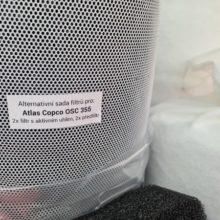 Alternativní sada filtrů pro:
Atlas Copco OSC 355
2x filtr s aktivním uhlím, 2x předfiltr